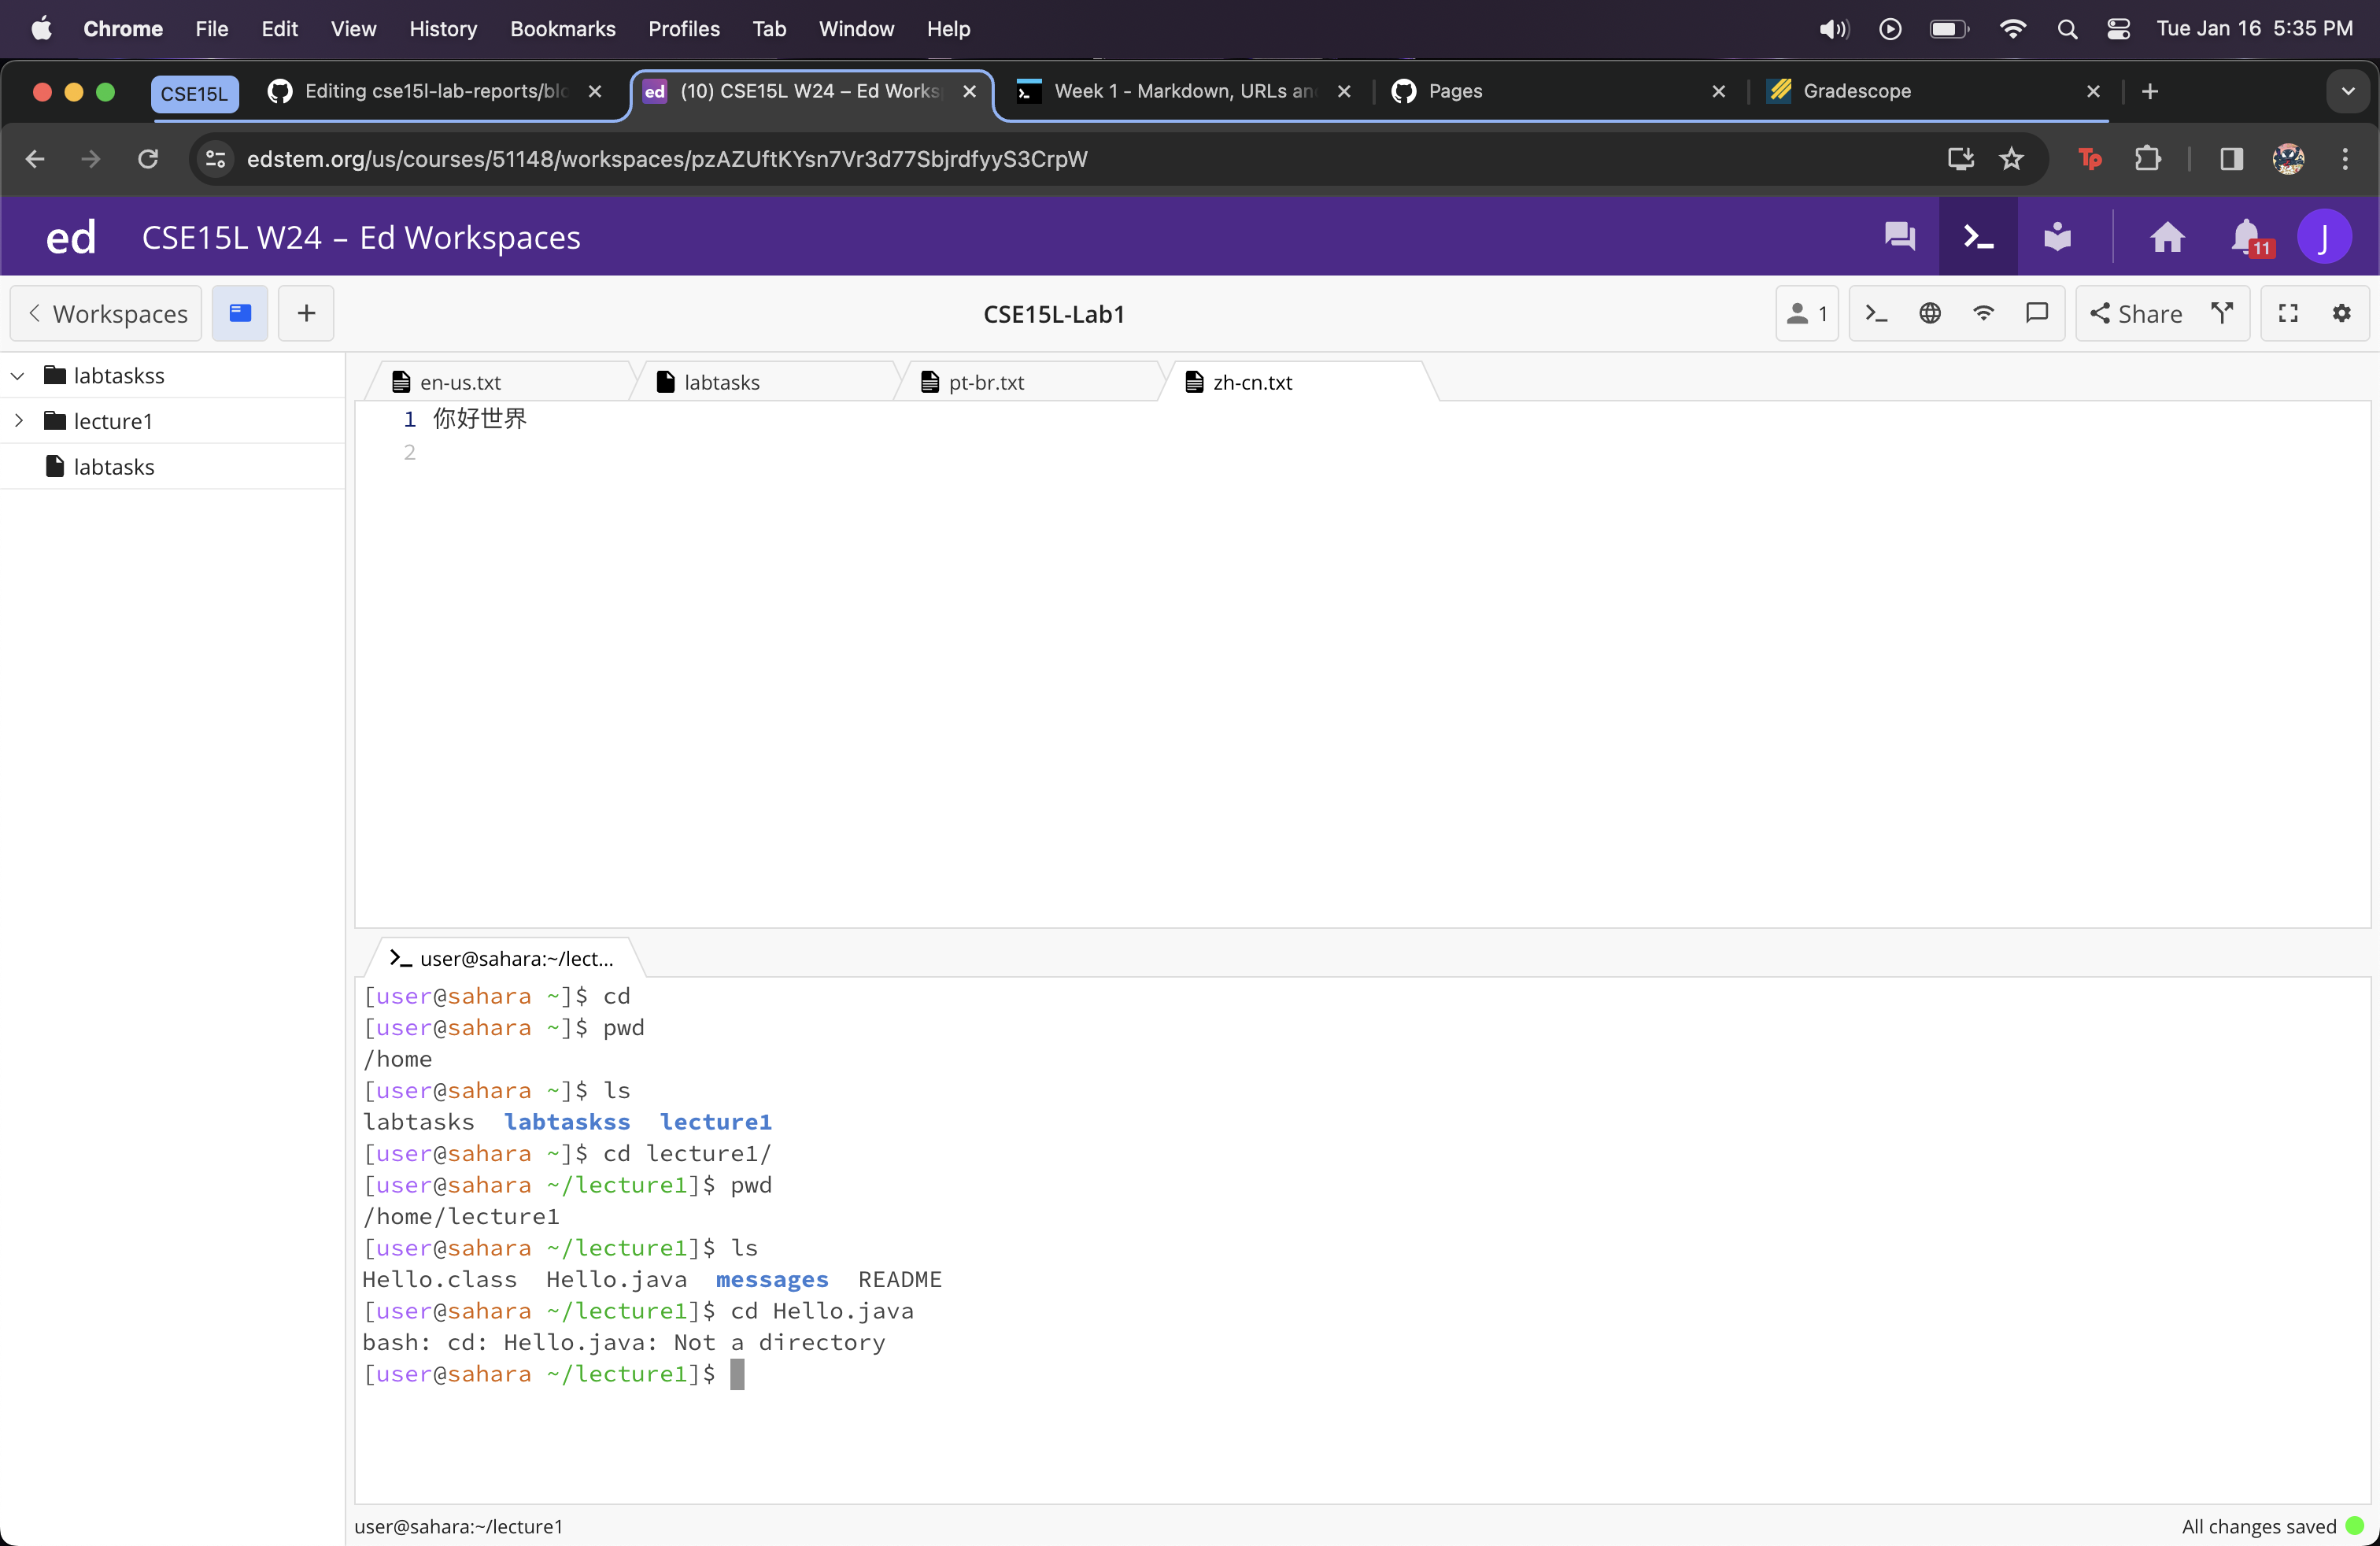 Chrome File Edit View History Bookmarks Profiles Tab Window Help Tue Jan 16 5:35 PM
CSE15L Editing cse15l-lab-reports/blo ed (10) CSE15L W24 – Ed Works Week 1 - Markdown, URLs an Pages Gradescope
edstem.org/us/courses/51148/workspaces/pzAZUftKYsn7Vr3d77SbjrdfyyS3CrpW Tp
ed CSE15L W24 – Ed Workspaces 11 J
Workspaces CSE15L-Lab1 1 Share
labtaskss
lecture1
labtasks
en-us.txt labtasks pt-br.txt zh-cn.txt
1 你好世界
2
user@sahara:~/lect...
[user@sahara ~]$ cd
[user@sahara ~]$ pwd
/home
[user@sahara ~]$ ls
labtasks labtaskss lecture1
[user@sahara ~]$ cd lecture1/
[user@sahara ~/lecture1]$ pwd
/home/lecture1
[user@sahara ~/lecture1]$ ls
Hello.class Hello.java messages README
[user@sahara ~/lecture1]$ cd Hello.java
bash: cd: Hello.java: Not a directory
[user@sahara ~/lecture1]$
user@sahara:~/lecture1 All changes saved